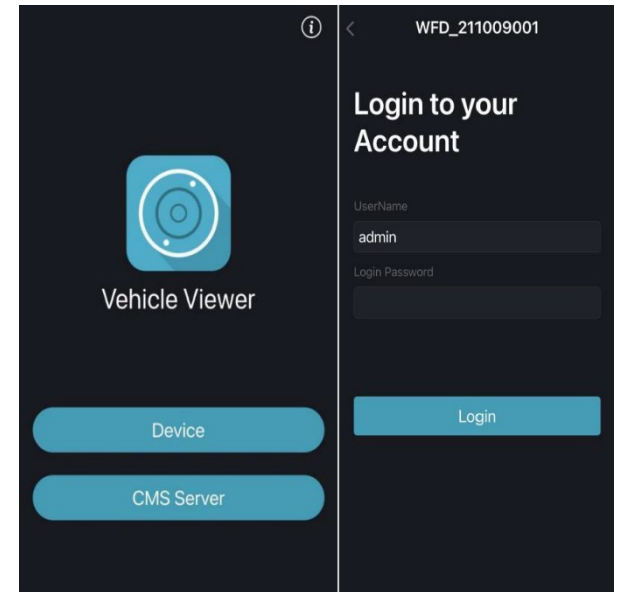 Vehicle Viewer
Device
CMS Server
WFD_211009001
Login to your
Account
UserName
admin
Login Password
Login